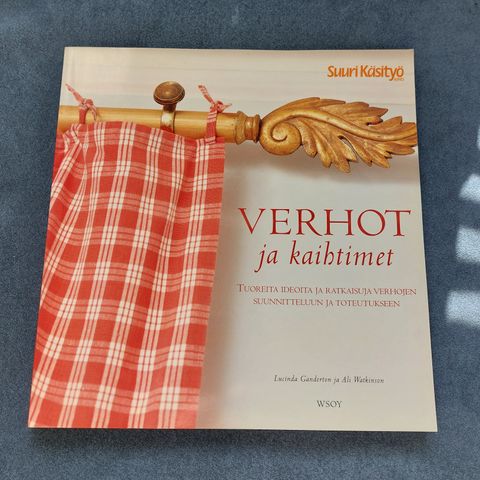 Suuri Käsityö
VERHOT
ja kaihtimet
TUOREITA IDEOITA JA RATKAISUJA VERHOJEN
SUUNNITTELUUN JA TOTEUTUKSEEN
Lucinda Ganderton ja Ali Watkinson
WSOY